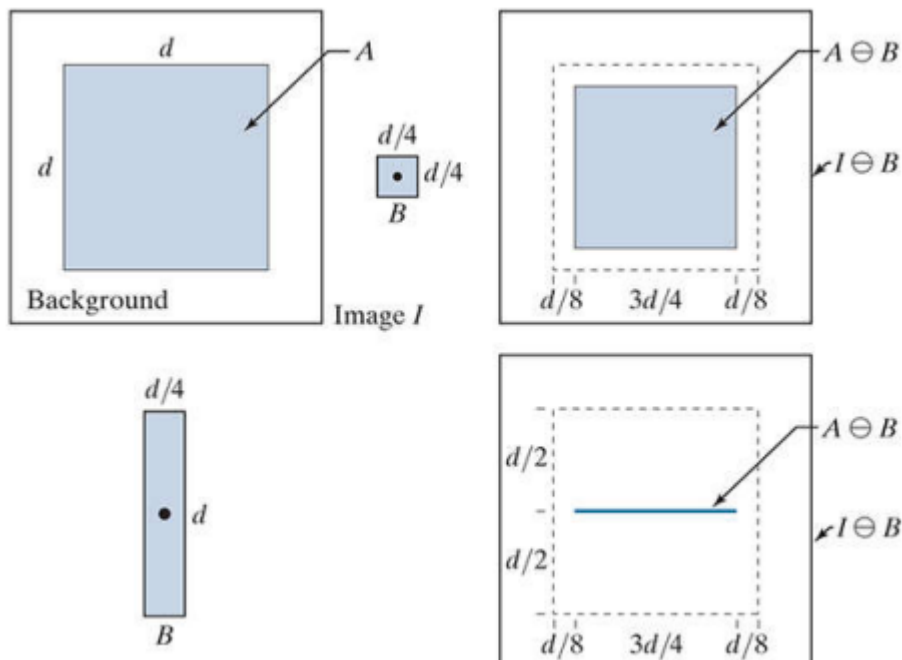 d
A
d
d/4
d/4
B
Background
Image I
A ⊖ B
I ⊖ B
d/8 3d/4 d/8
d/4
d
B
d/2
A ⊖ B
I ⊖ B
d/2
d/8 3d/4 d/8